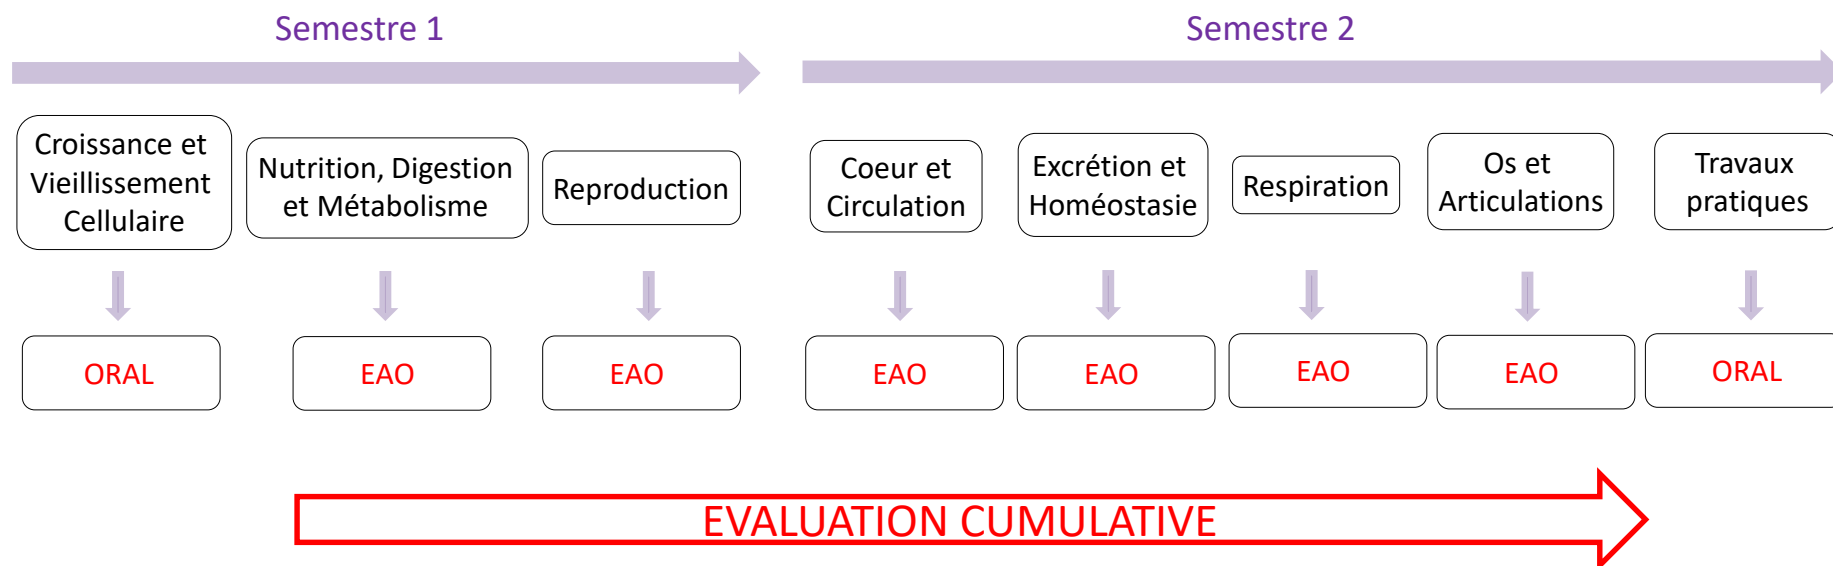 Semestre 1
Semestre 2
Croissance et
Vieillissement
Cellulaire
Nutrition, Digestion
et Métabolisme
Reproduction
Coeur et
Circulation
Excrétion et
Homéostasie
Respiration
Os et
Articulations
Travaux
pratiques
ORAL
EAO
EAO
EAO
EAO
EAO
EAO
ORAL
EVALUATION CUMULATIVE